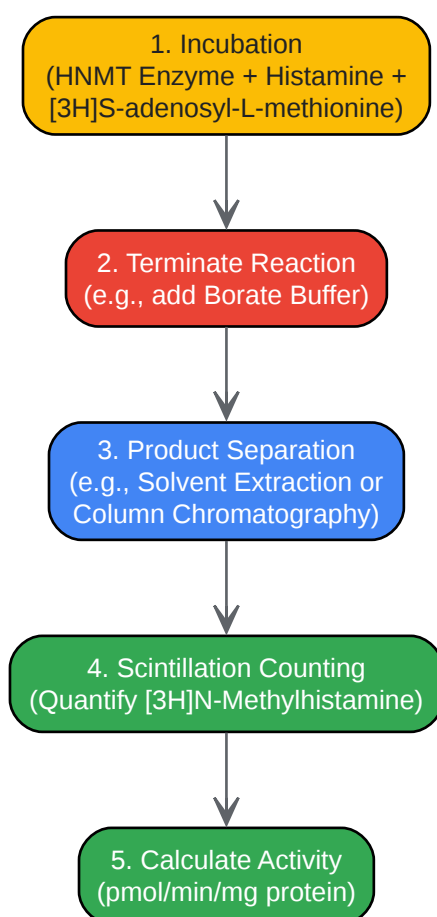 1. Incubation
(HNMT Enzyme + Histamine +
[3H]S-adenosyl-L-methionine)
2. Terminate Reaction
(e.g., add Borate Buffer)
3. Product Separation
(e.g., Solvent Extraction or
Column Chromatography)
4. Scintillation Counting
(Quantify [3H]N-Methylhistamine)
5. Calculate Activity
(pmol/min/mg protein)